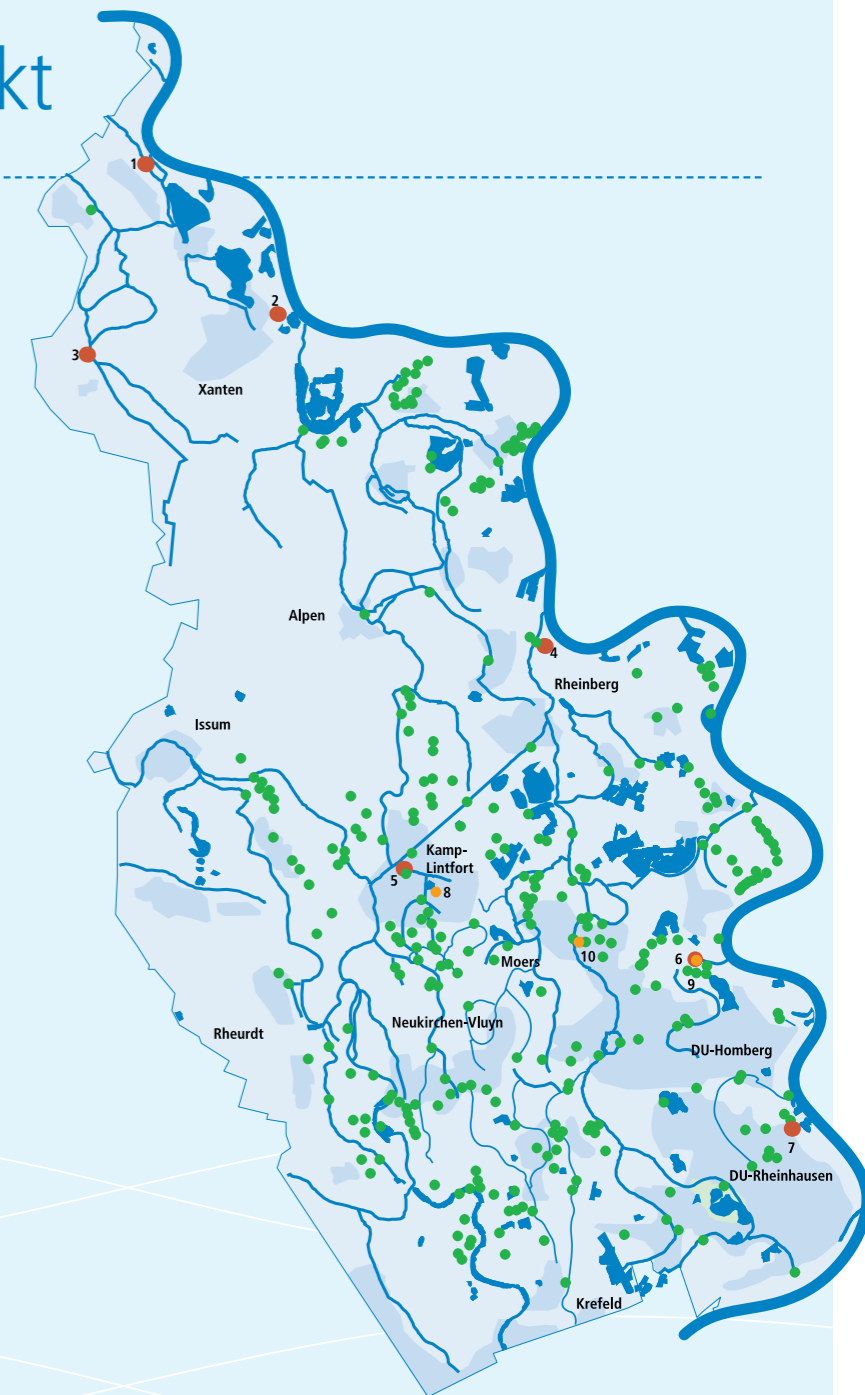 kt
1
2
3
Xanten
Alpen
4
Rheinberg
Issum
Kamp-
Lintfort
5
8
Moers
10
6
9
Neukirchen-Vluyn
Rheurdt
DU-Homberg
7
DU-Rheinhausen
Krefeld